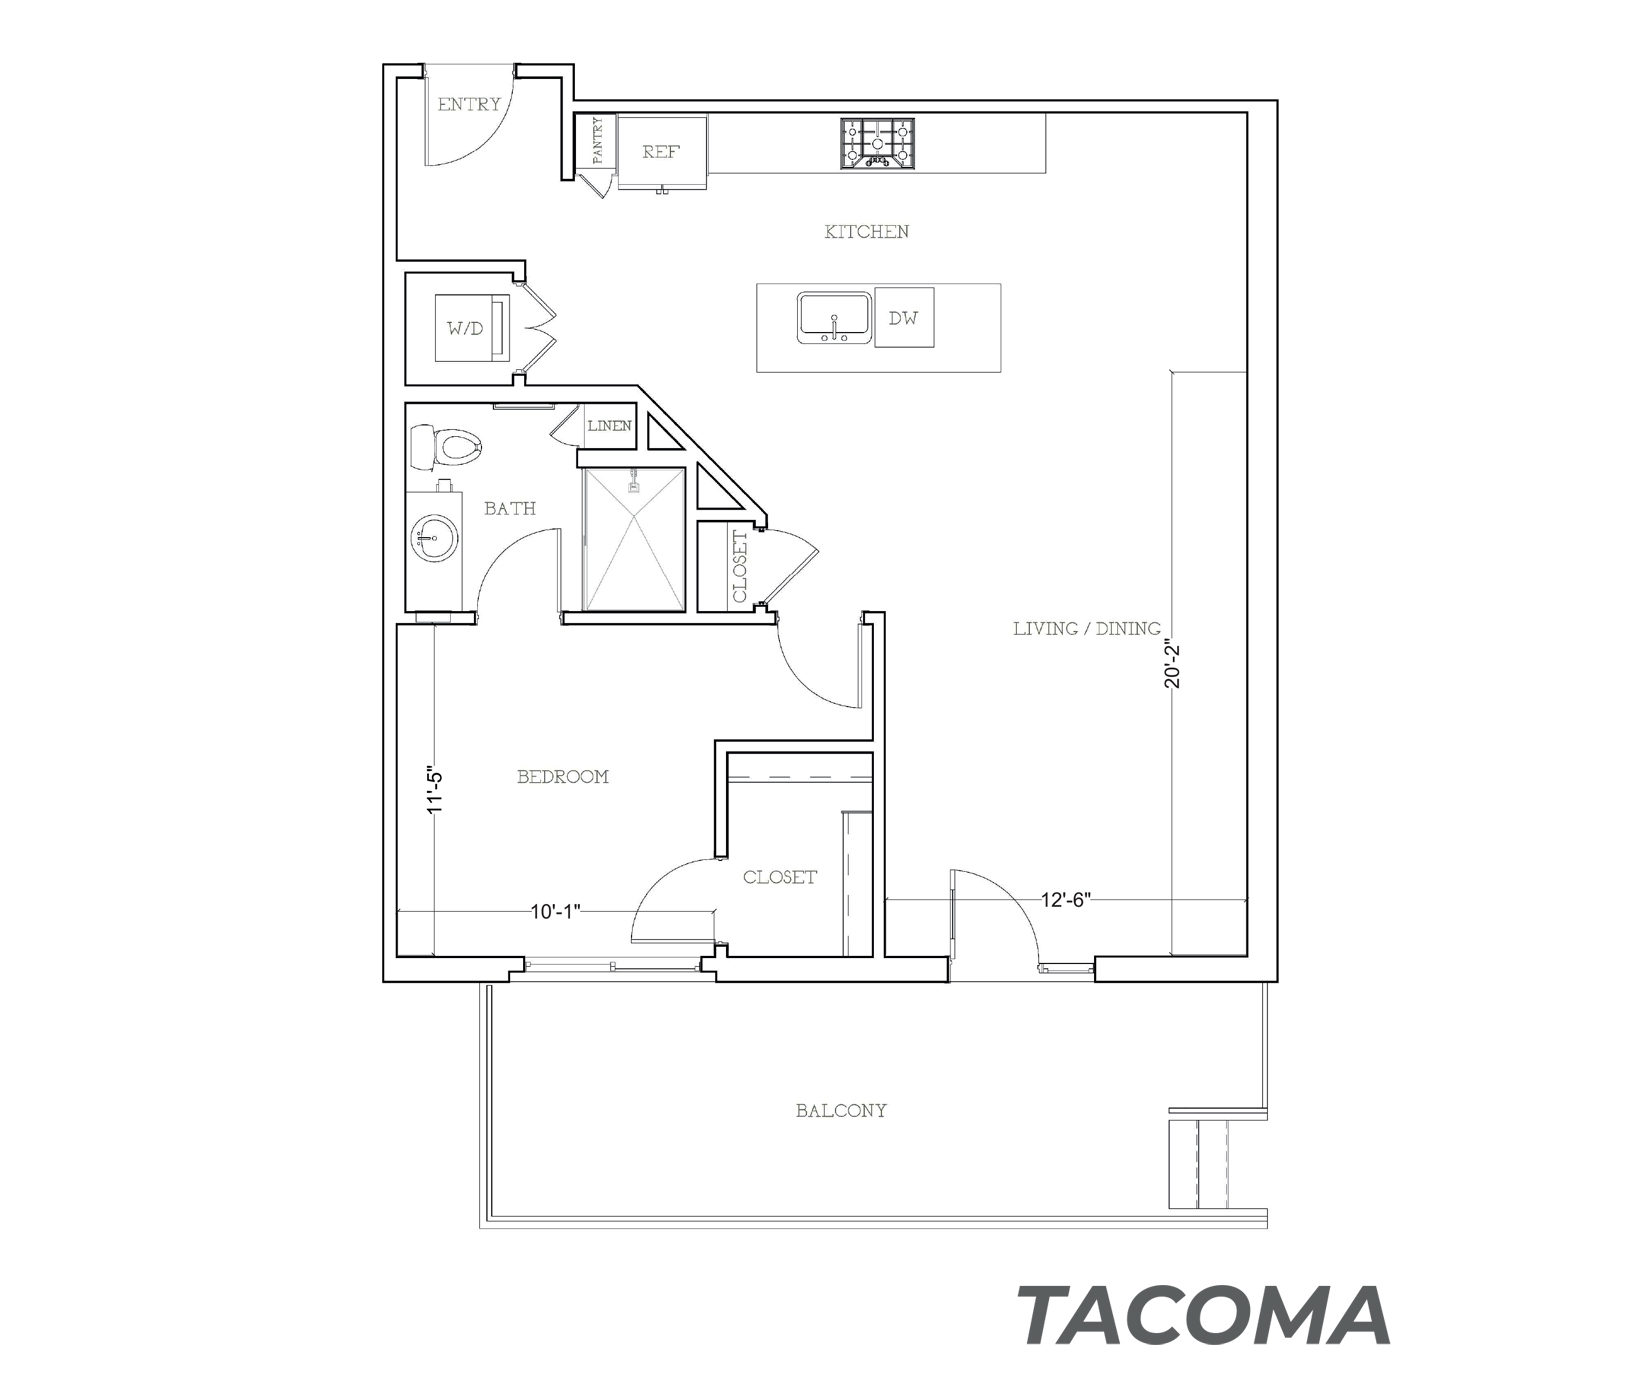 ENTRY
PANTRY
REF
KITCHEN
W/D
DW
LINEN
BATH
CLOSET
LIVING / DINING
20'-2"
BEDROOM
11'-5"
CLOSET
10'-1"
12'-6"
BALCONY
TACOMA